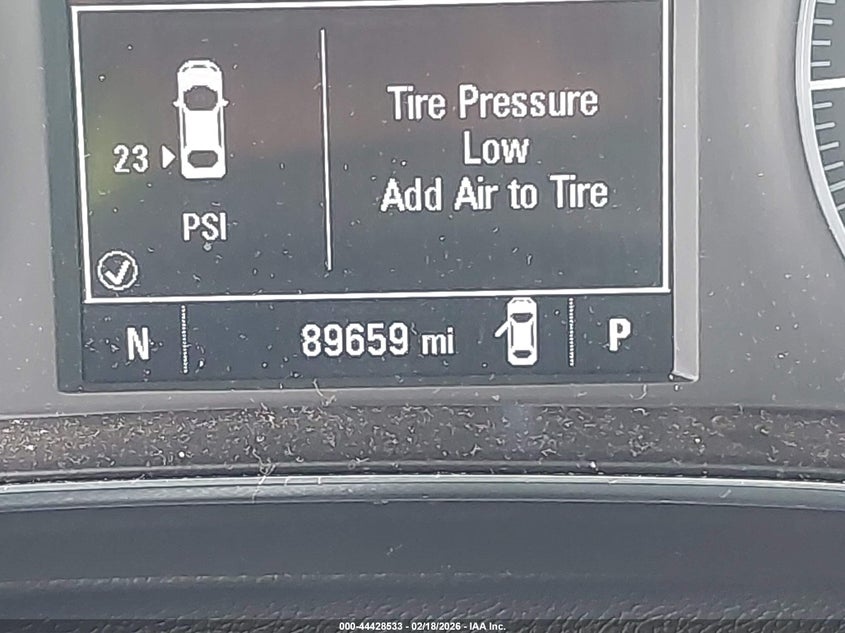 Tire Pressure
Low
Add Air to Tire
23
PSI
N 89659 mi P
000-44428533 - 02/18/2026 - IAA Inc.